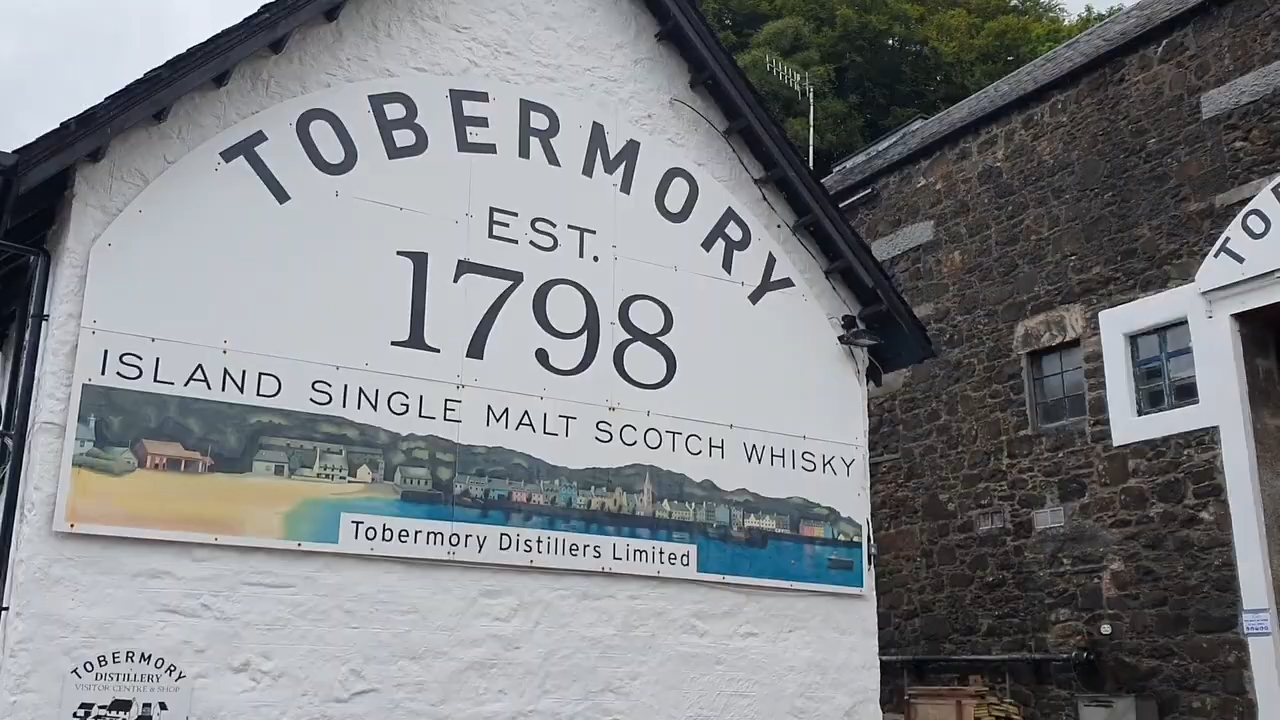 TOBERMORY
EST.
1798
ISLAND SINGLE MALT SCOTCH WHISKY
Tobermory Distillers Limited
TOBERMORY
DISTILLERY
VISITOR CENTRE & SHOP
TO